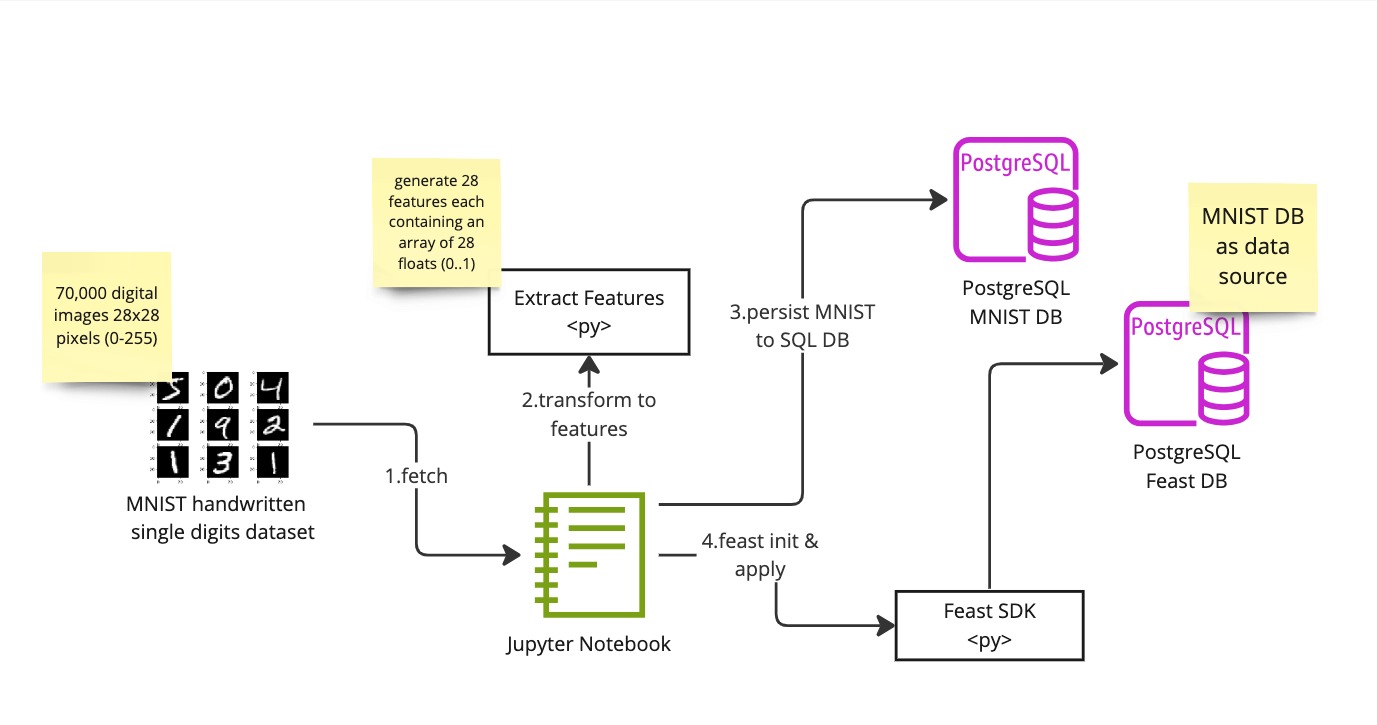 70,000 digital
images 28x28
pixels (0-255)
MNIST handwritten
single digits dataset
5 0 4
1 9 2
1 3 1
1.fetch
generate 28
features each
containing an
array of 28
floats (0..1)
Extract Features
<py>
2.transform to
features
Jupyter Notebook
3.persist MNIST
to SQL DB
PostgreSQL
PostgreSQL
MNIST DB
4.feast init &
apply
Feast SDK
<py>
MNIST DB
as data
source
PostgreSQL
PostgreSQL
Feast DB